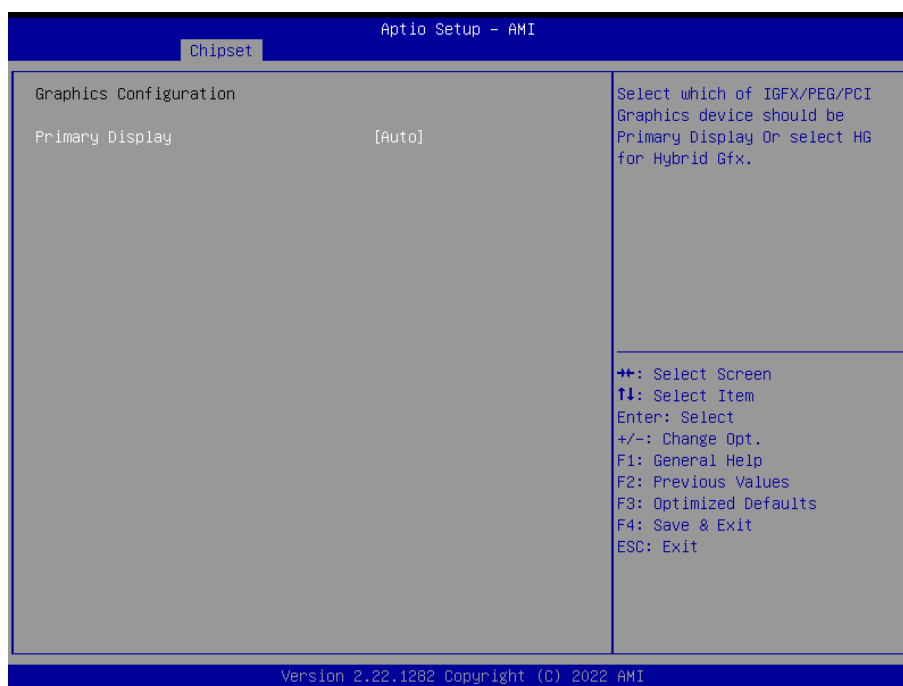 Aptio Setup – AMI
Chipset
Graphics Configuration
Primary Display [Auto]
Select which of IGFX/PEG/PCI
Graphics device should be
Primary Display Or select HG
for Hybrid Gfx.
→←: Select Screen
↑↓: Select Item
Enter: Select
+/-: Change Opt.
F1: General Help
F2: Previous Values
F3: Optimized Defaults
F4: Save & Exit
ESC: Exit
Version 2.22.1282 Copyright (C) 2022 AMI